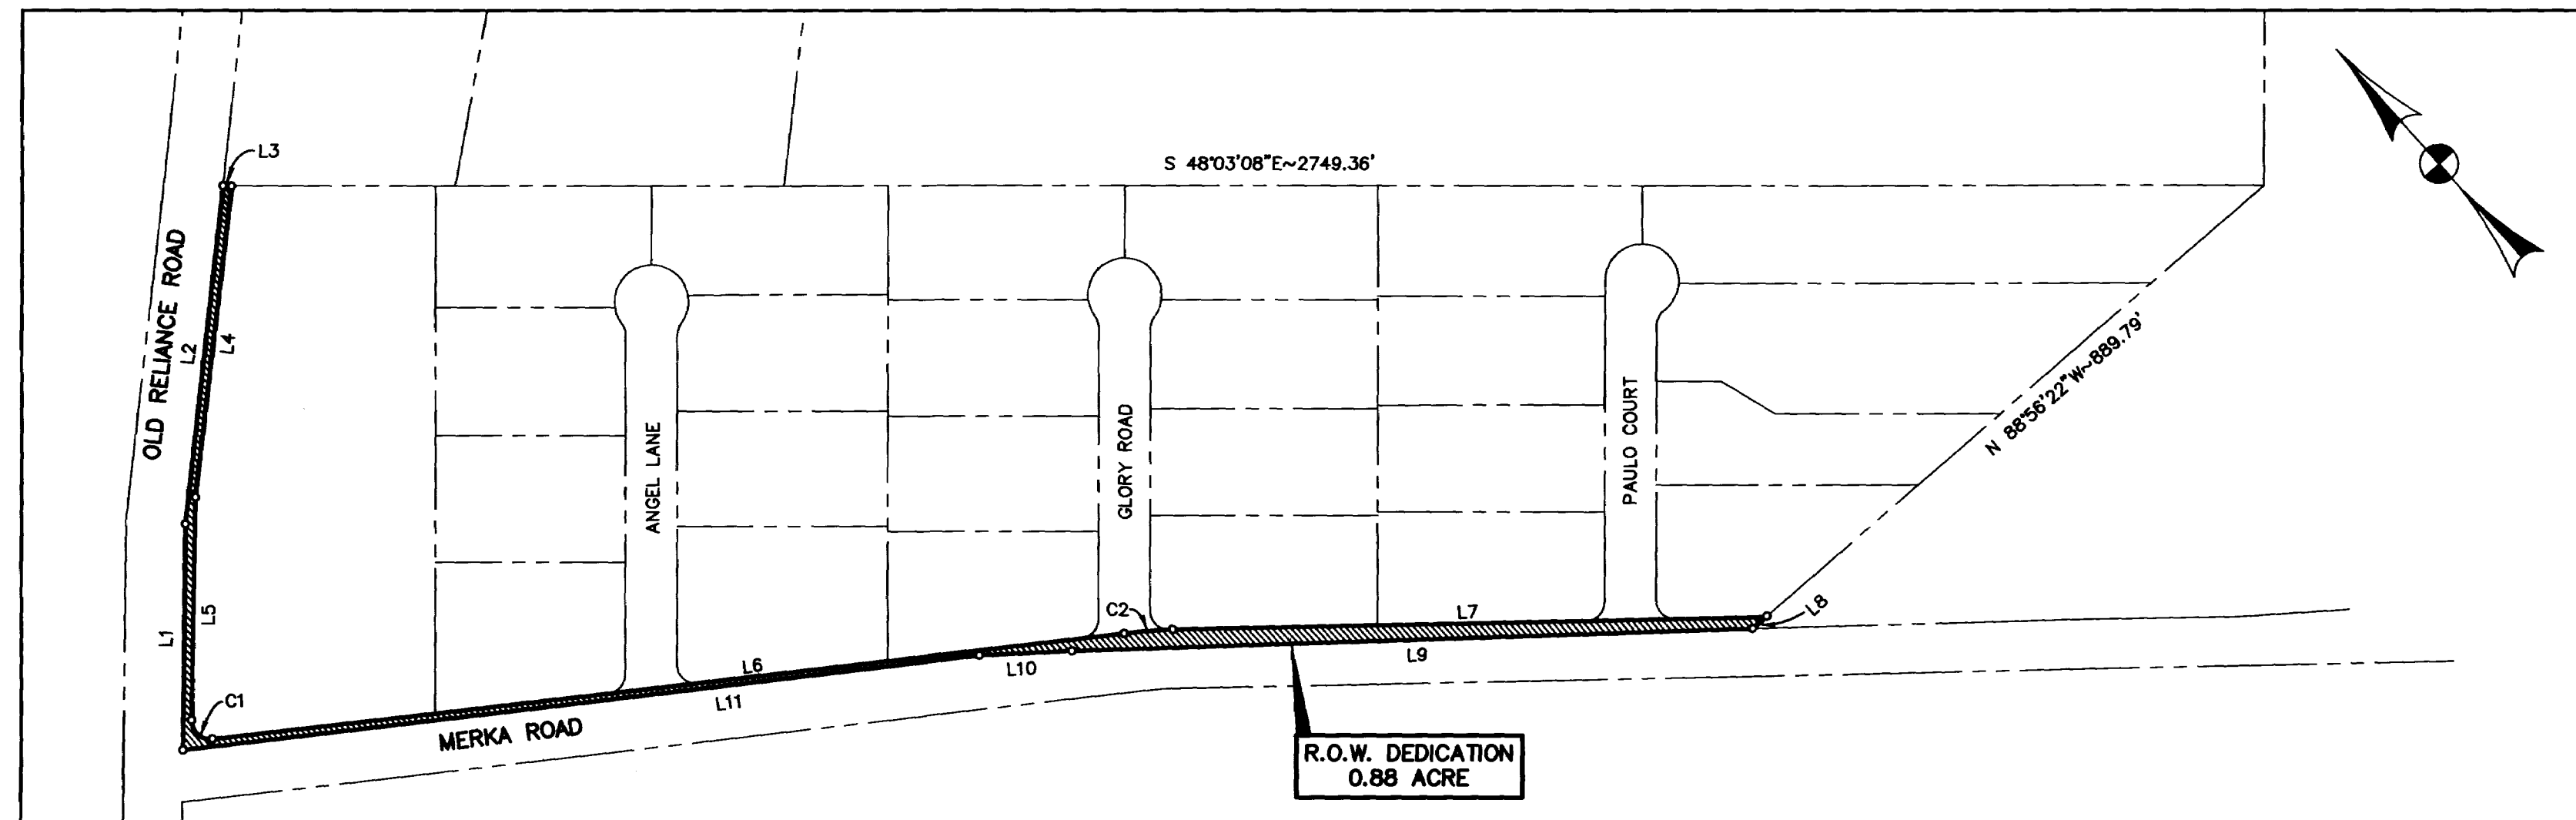 L3
S 48°03'08"E~2749.36'
OLD RELIANCE ROAD
L2
L4
N 88°56'22"W~889.79'
ANGEL LANE
GLORY ROAD
PAULO COURT
L1
L5
C1
C2
L7
L8
L6
L10
L9
L11
MERKA ROAD
R.O.W. DEDICATION
0.88 ACRE